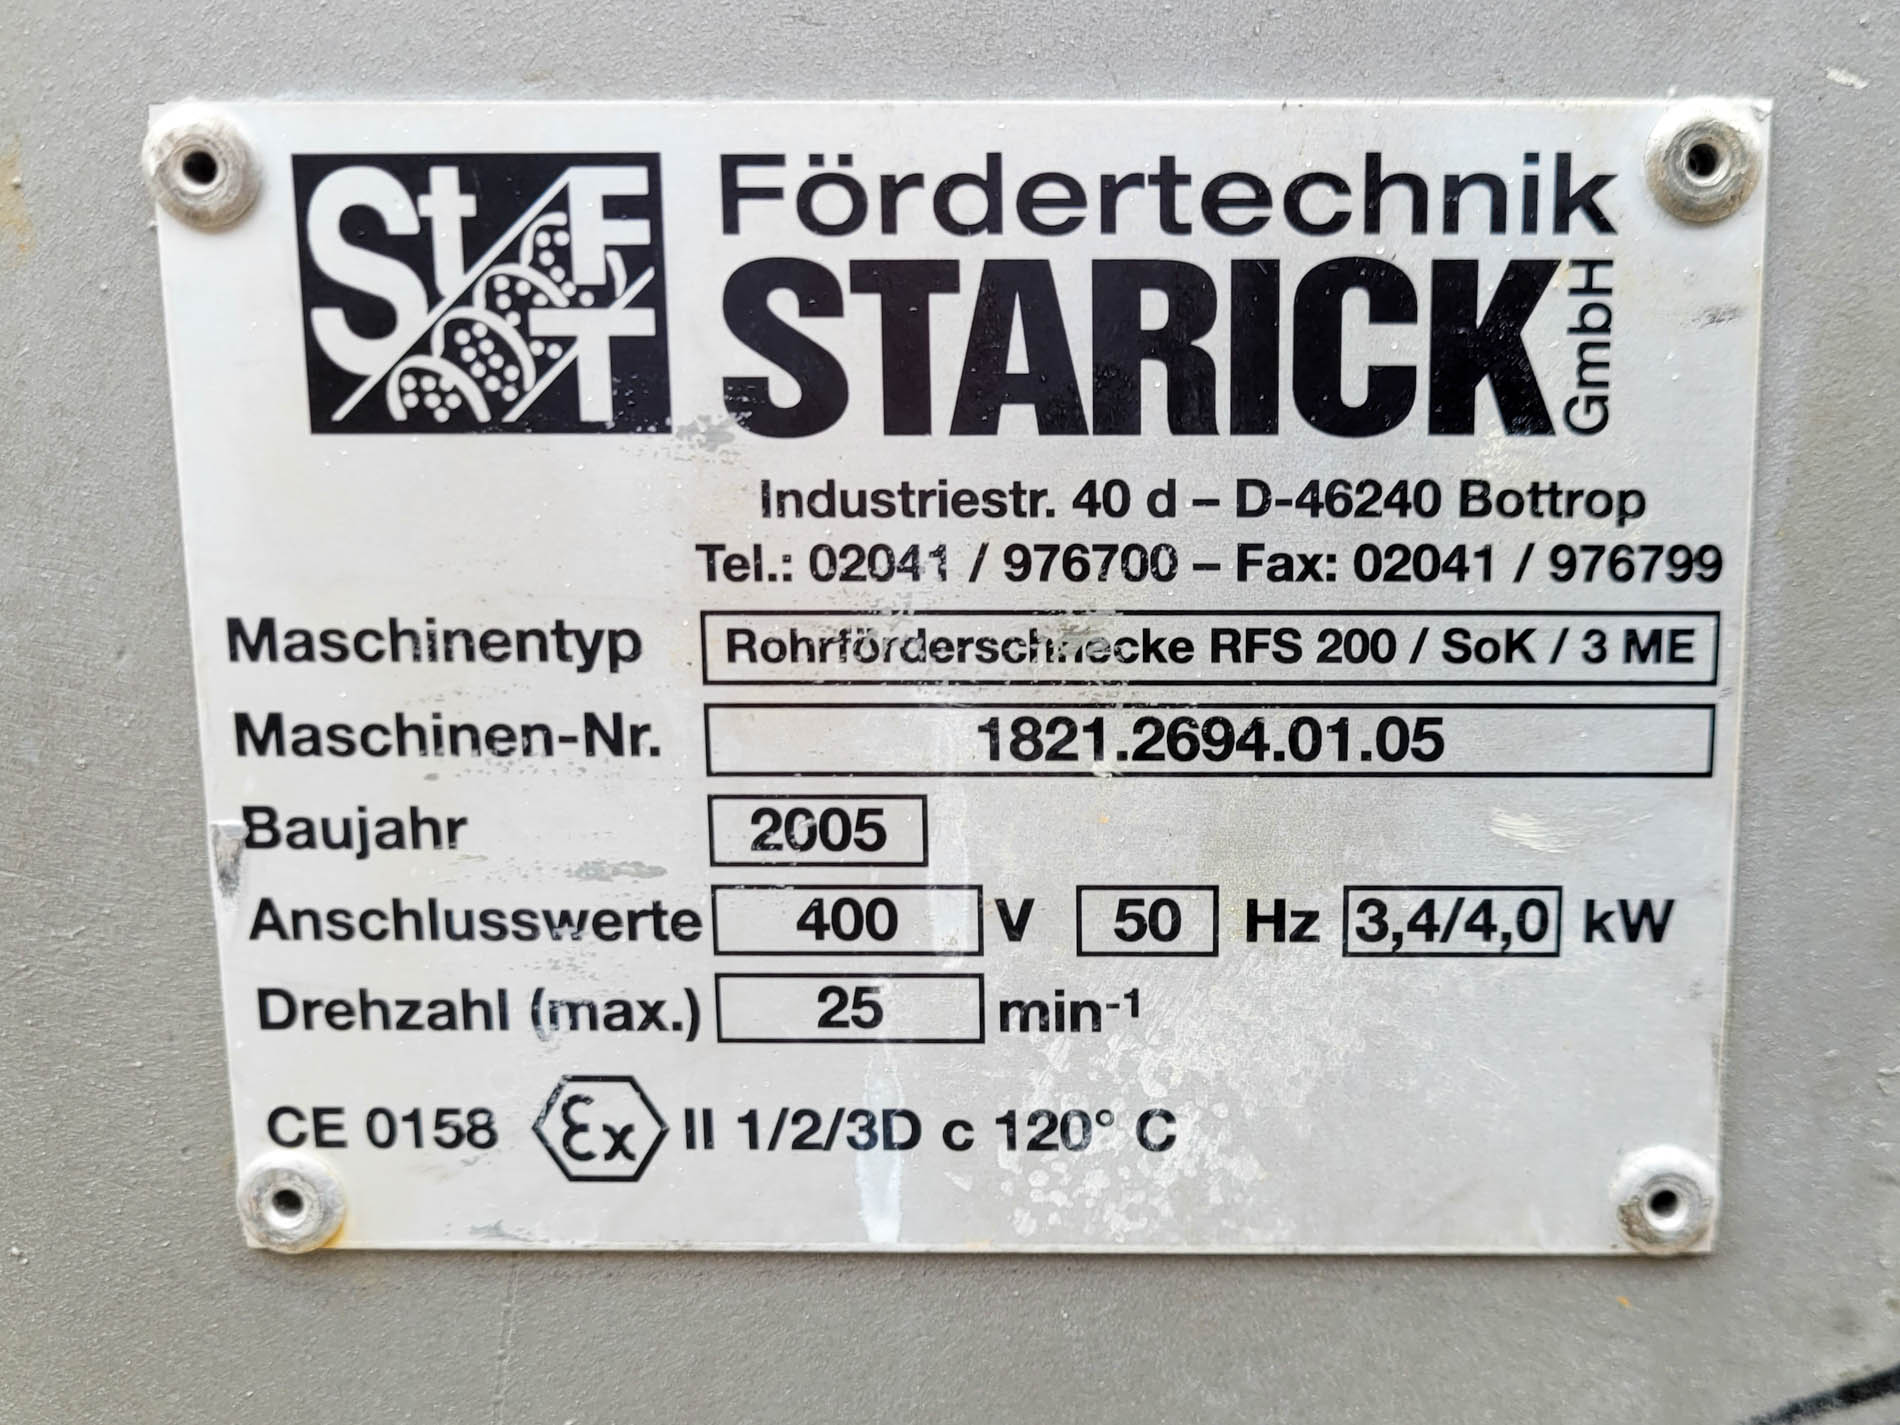 St FT
Fördertechnik
STARICK GmbH
Industriestr. 40 d – D-46240 Bottrop
Tel.: 02041 / 976700 – Fax: 02041 / 976799
Maschinentyp Rohrförderschnecke RFS 200 / SoK / 3 ME
Maschinen-Nr. 1821.2694.01.05
Baujahr 2005
Anschlusswerte 400 V 50 Hz 3,4/4,0 kW
Drehzahl (max.) 25 min-¹
CE 0158 Ex II 1/2/3D c 120° C